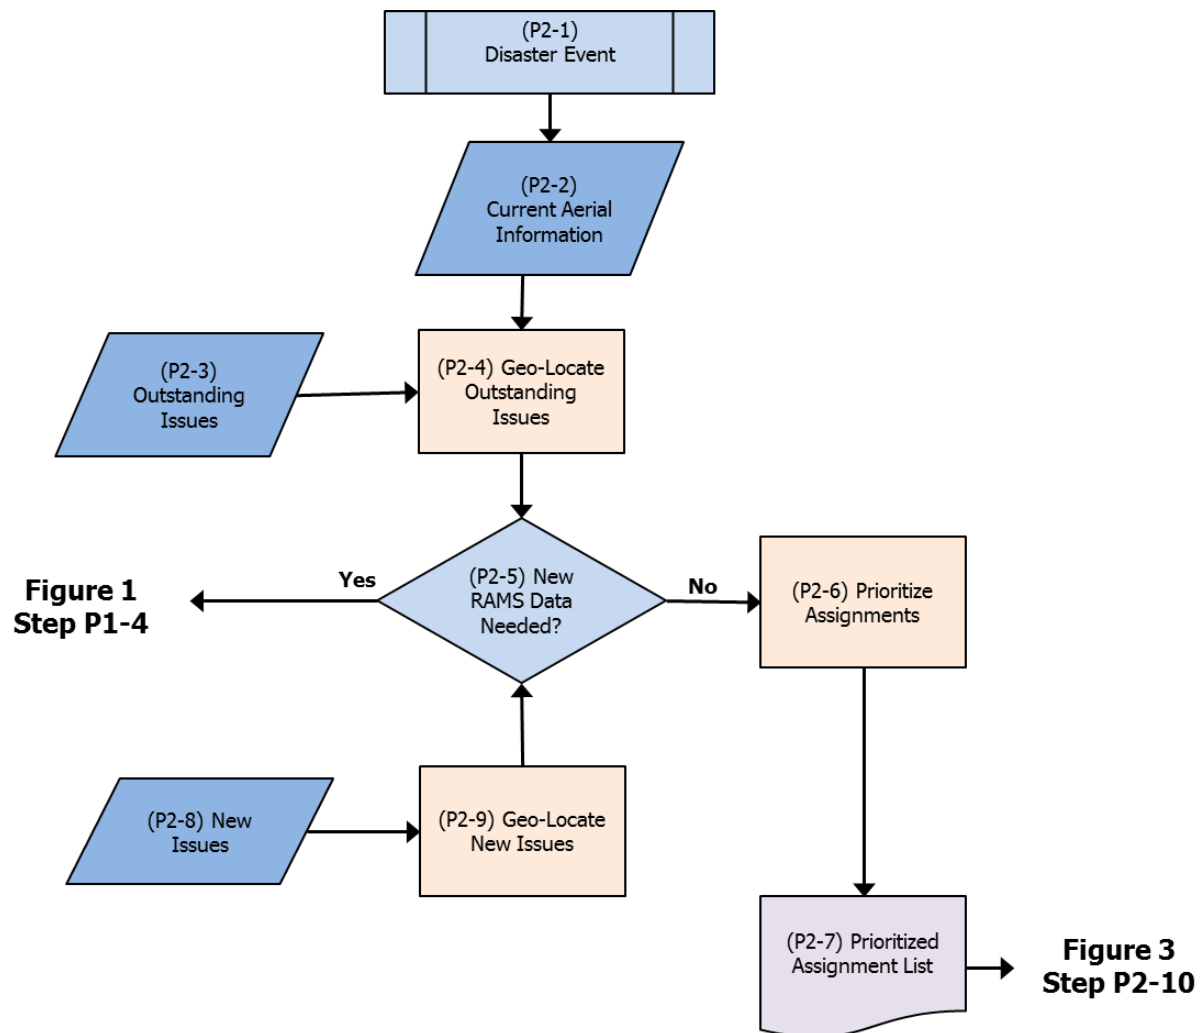 (P2-1)
Disaster Event
(P2-2)
Current Aerial
Information
(P2-3)
Outstanding
Issues
(P2-4) Geo-Locate
Outstanding
Issues
Figure 1
Step P1-4
Yes
(P2-5) New
RAMS Data
Needed?
No
(P2-6) Prioritize
Assignments
(P2-8) New
Issues
(P2-9) Geo-Locate
New Issues
(P2-7) Prioritized
Assignment List
Figure 3
Step P2-10